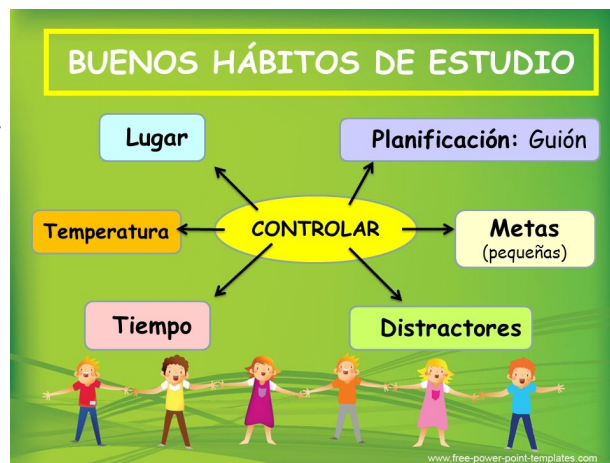 BUENOS HÁBITOS DE ESTUDIO
Lugar
Planificación: Guión
Temperatura
CONTROLAR
Metas
(pequeñas)
Tiempo
Distractores
www.free-power-point-templates.com